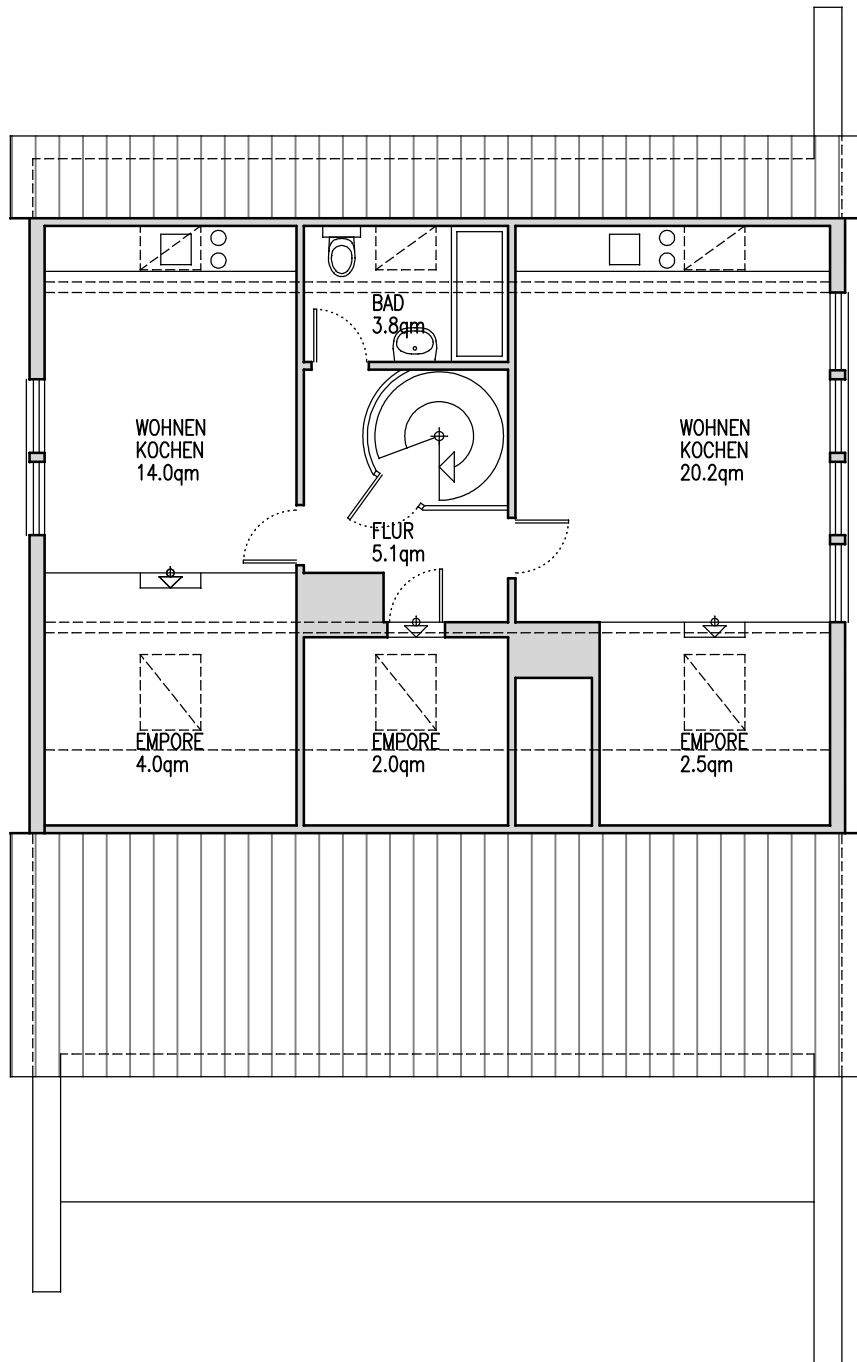 BAD
3.8qm
WOHNEN
KOCHEN
14.0qm
WOHNEN
KOCHEN
20.2qm
FLUR
5.1qm
EMPORE
4.0qm
EMPORE
2.0qm
EMPORE
2.5qm